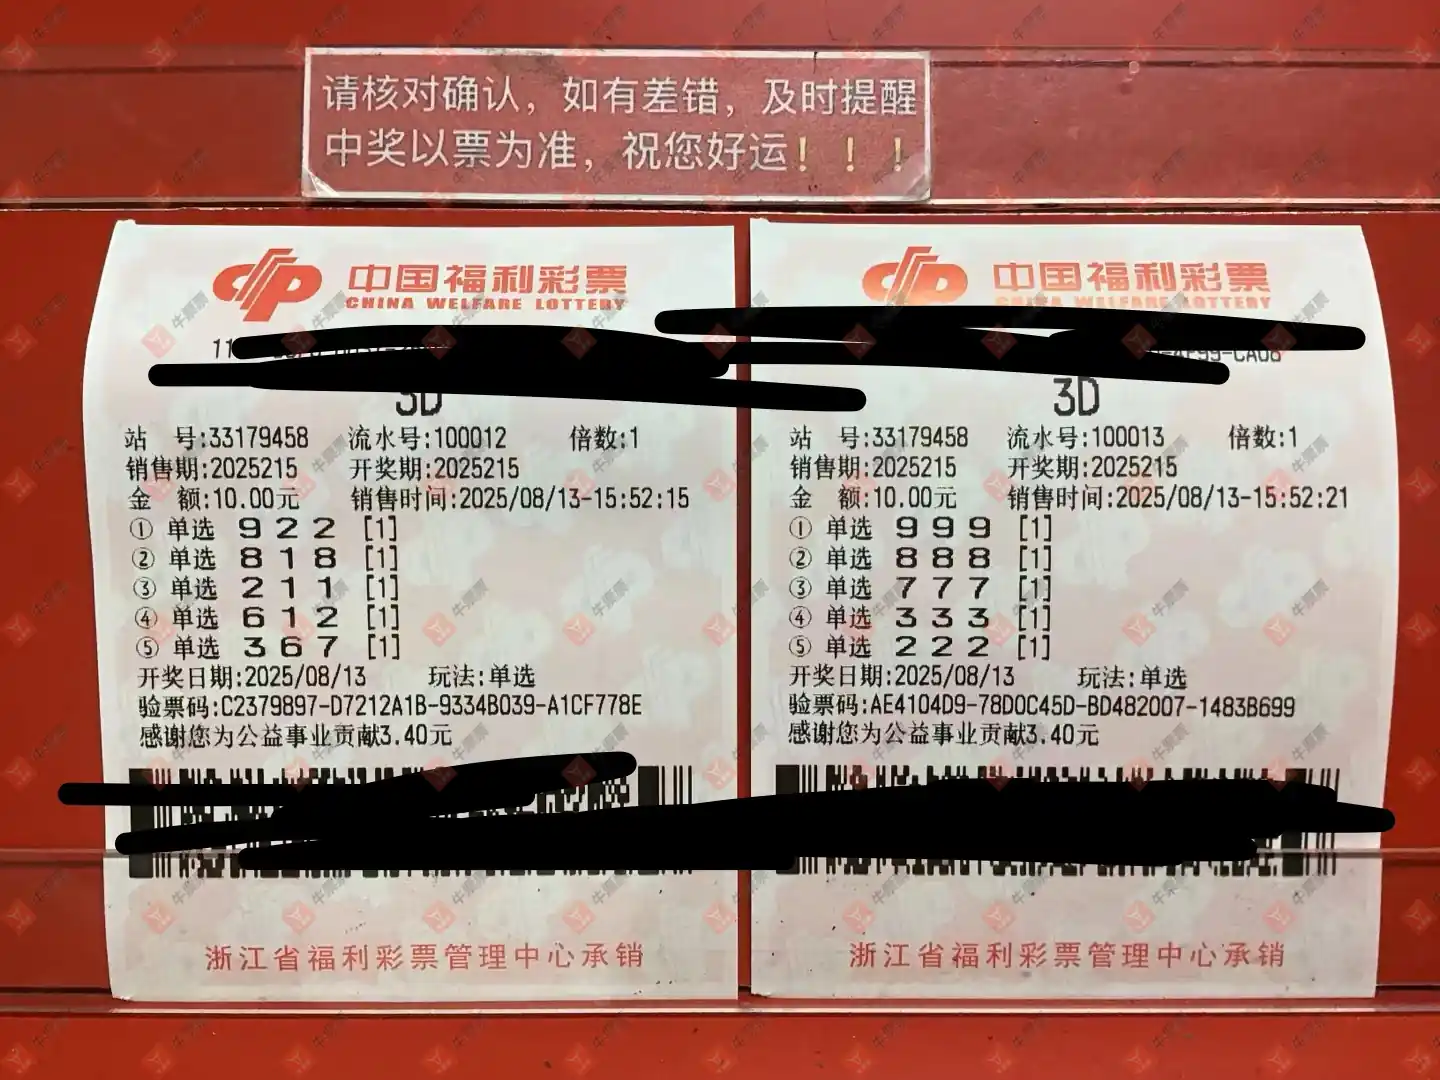 请核对确认，如有差错，及时提醒
中奖以票为准，祝您好运！！！
中国福利彩票
CHINA WELFARE LOTTERY
3D
站 号:33179458 流水号:100012 倍数:1
销售期:2025215 开奖期:2025215
金 额:10.00元 销售时间:2025/08/13-15:52:15
① 单选 9 2 2 [1]
② 单选 8 1 8 [1]
③ 单选 2 1 1 [1]
④ 单选 6 1 2 [1]
⑤ 单选 3 6 7 [1]
开奖日期:2025/08/13 玩法:单选
验票码:C2379897-D7212A1B-9334B039-A1CF778E
感谢您为公益事业贡献3.40元
浙江省福利彩票管理中心承销
中国福利彩票
CHINA WELFARE LOTTERY
3D
站 号:33179458 流水号:100013 倍数:1
销售期:2025215 开奖期:2025215
金 额:10.00元 销售时间:2025/08/13-15:52:21
① 单选 9 9 9 [1]
② 单选 8 8 8 [1]
③ 单选 7 7 7 [1]
④ 单选 3 3 3 [1]
⑤ 单选 2 2 2 [1]
开奖日期:2025/08/13 玩法:单选
验票码:AE4104D9-78D0C45D-BD482007-1483B699
感谢您为公益事业贡献3.40元
浙江省福利彩票管理中心承销